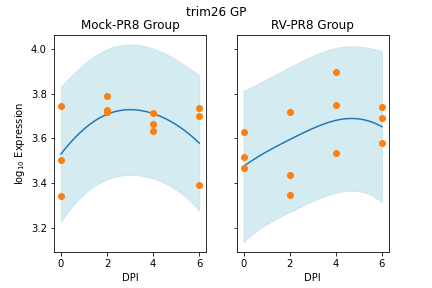 trim26 GP
Mock-PR8 Group
RV-PR8 Group
log10 Expression
4.0
3.8
3.6
3.4
3.2
0 2 4 6
0 2 4 6
DPI
DPI